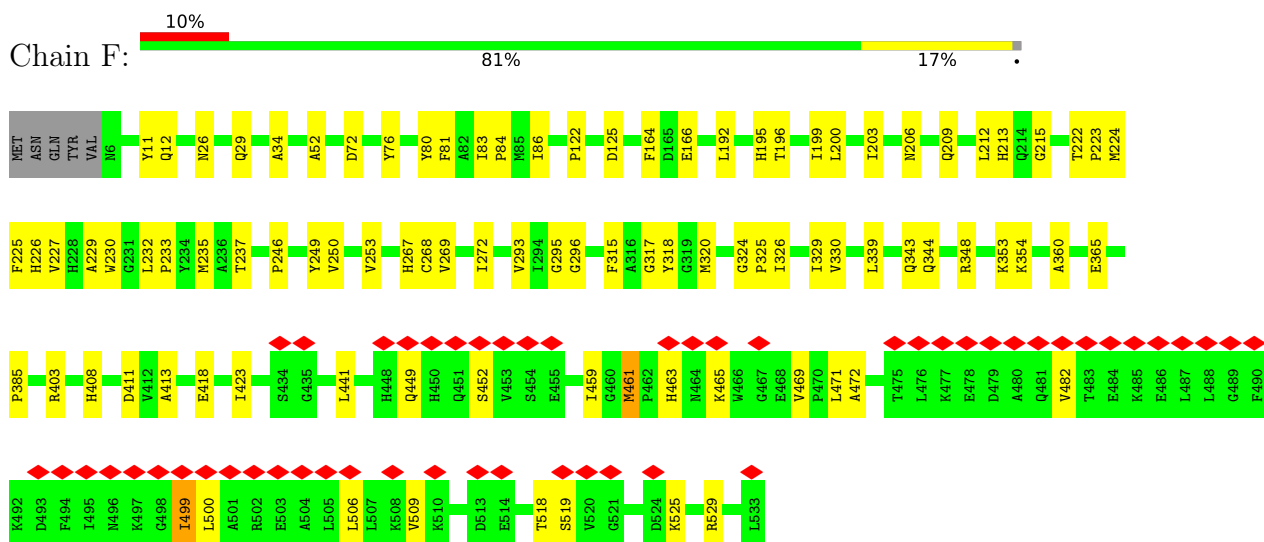 10%
Chain F:
81% 17% •
MET ASN GLN TYR VAL N6 Y11 Q12 N26 Q29 A34 A52 D72 Y76 Y80 F81 A82 I83 P84 M85 I86 P122 D125 F164 D165 E166 L192 H195 T196 I199 L200 I203 N206 Q209 L212 H213 Q214 G215 T222 P223 M224
F225 H226 V227 H228 A229 W230 G231 L232 P233 Y234 M235 A236 T237 P246 Y249 V250 V253 H267 C268 V269 I272 V293 I294 G295 G296 F315 A316 G317 Y318 G319 M320 G324 P325 I326 I329 V330 L339 Q343 Q344 R348 K353 K354 A360 E365
P385 R403 H408 D411 V412 A413 E418 I423 S434 G435 L441 H448 Q449 H450 Q451 S452 V453 S454 E455 I459 G460 M461 P462 H463 N464 K465 W466 G467 E468 V469 P470 L471 A472 T475 L476 K477 E478 D479 A480 Q481 V482 T483 E484 K485 E486 L487 L488 G489 F490
K492 D493 F494 I495 N496 K497 G498 I499 L500 A501 R502 E503 A504 L505 L506 L507 K508 V509 K510 D513 E514 T518 S519 V520 G521 D524 K525 R529 L533